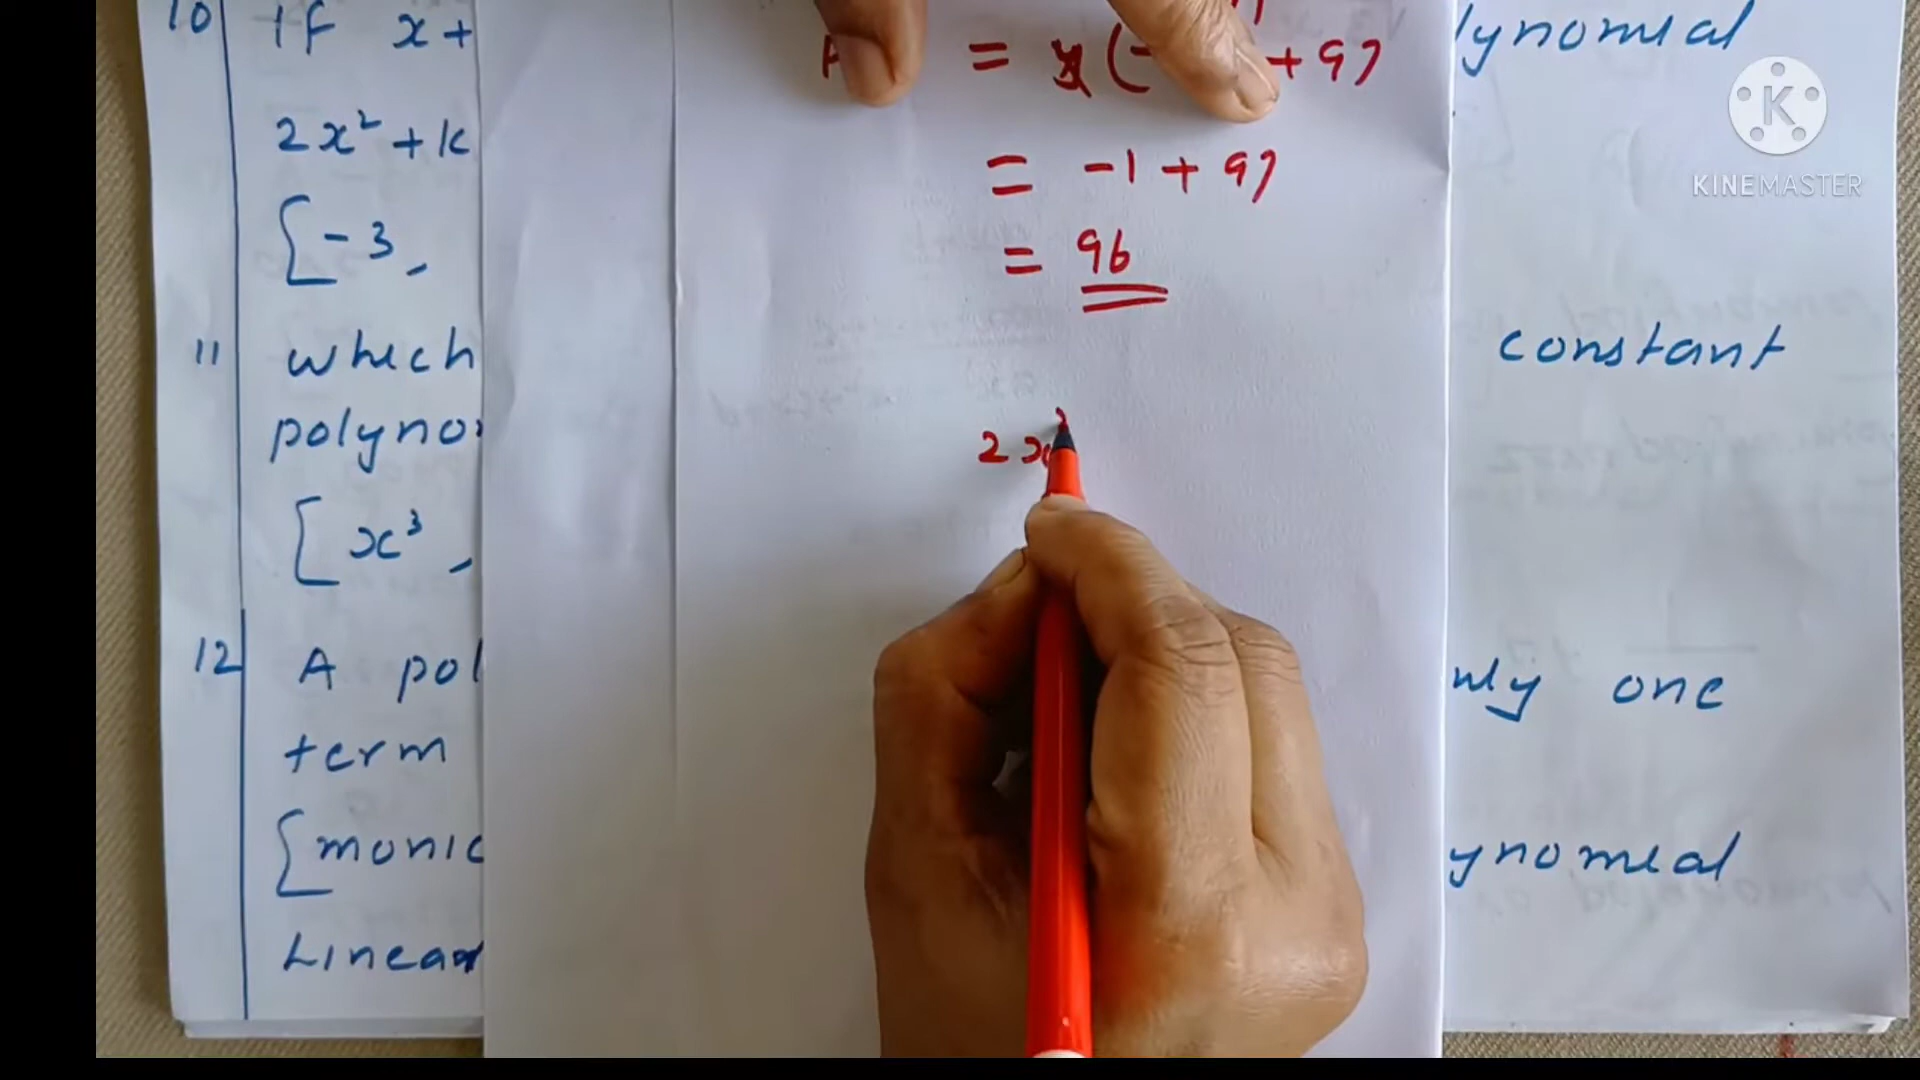 10 If x+
2x² + k
[-3,
11 which
polyno
[x³,
12 A pol
term
[monic
Linear
= (- + 97
= -1 + 97
= 96
2x
lynomial
constant
nly one
ynomial
KINEMASTER